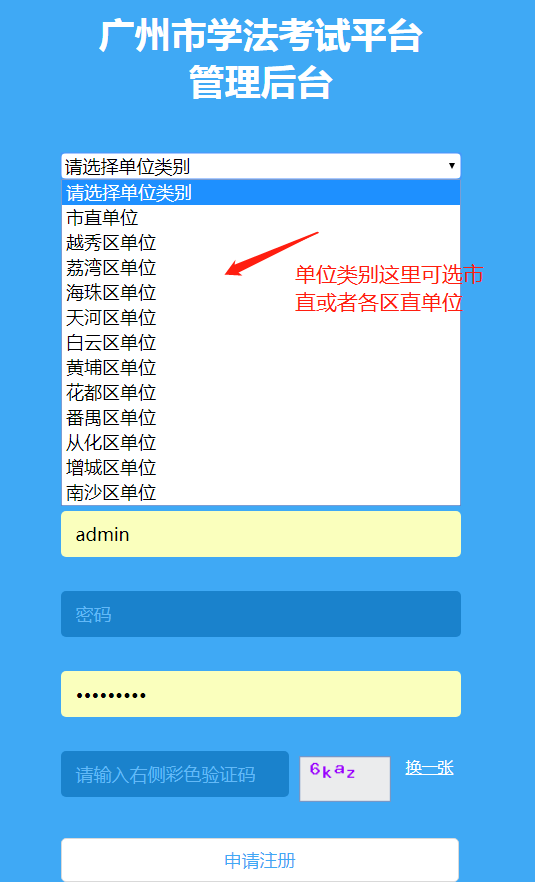 广州市学法考试平台
管理后台
请选择单位类别
请选择单位类别
市直单位
越秀区单位
荔湾区单位
海珠区单位
天河区单位
白云区单位
黄埔区单位
花都区单位
番禺区单位
从化区单位
增城区单位
南沙区单位
单位类别这里可选市
直或者各区直单位
admin
密码
•••••••••
请输入右侧彩色验证码
6kaz
换一张
申请注册